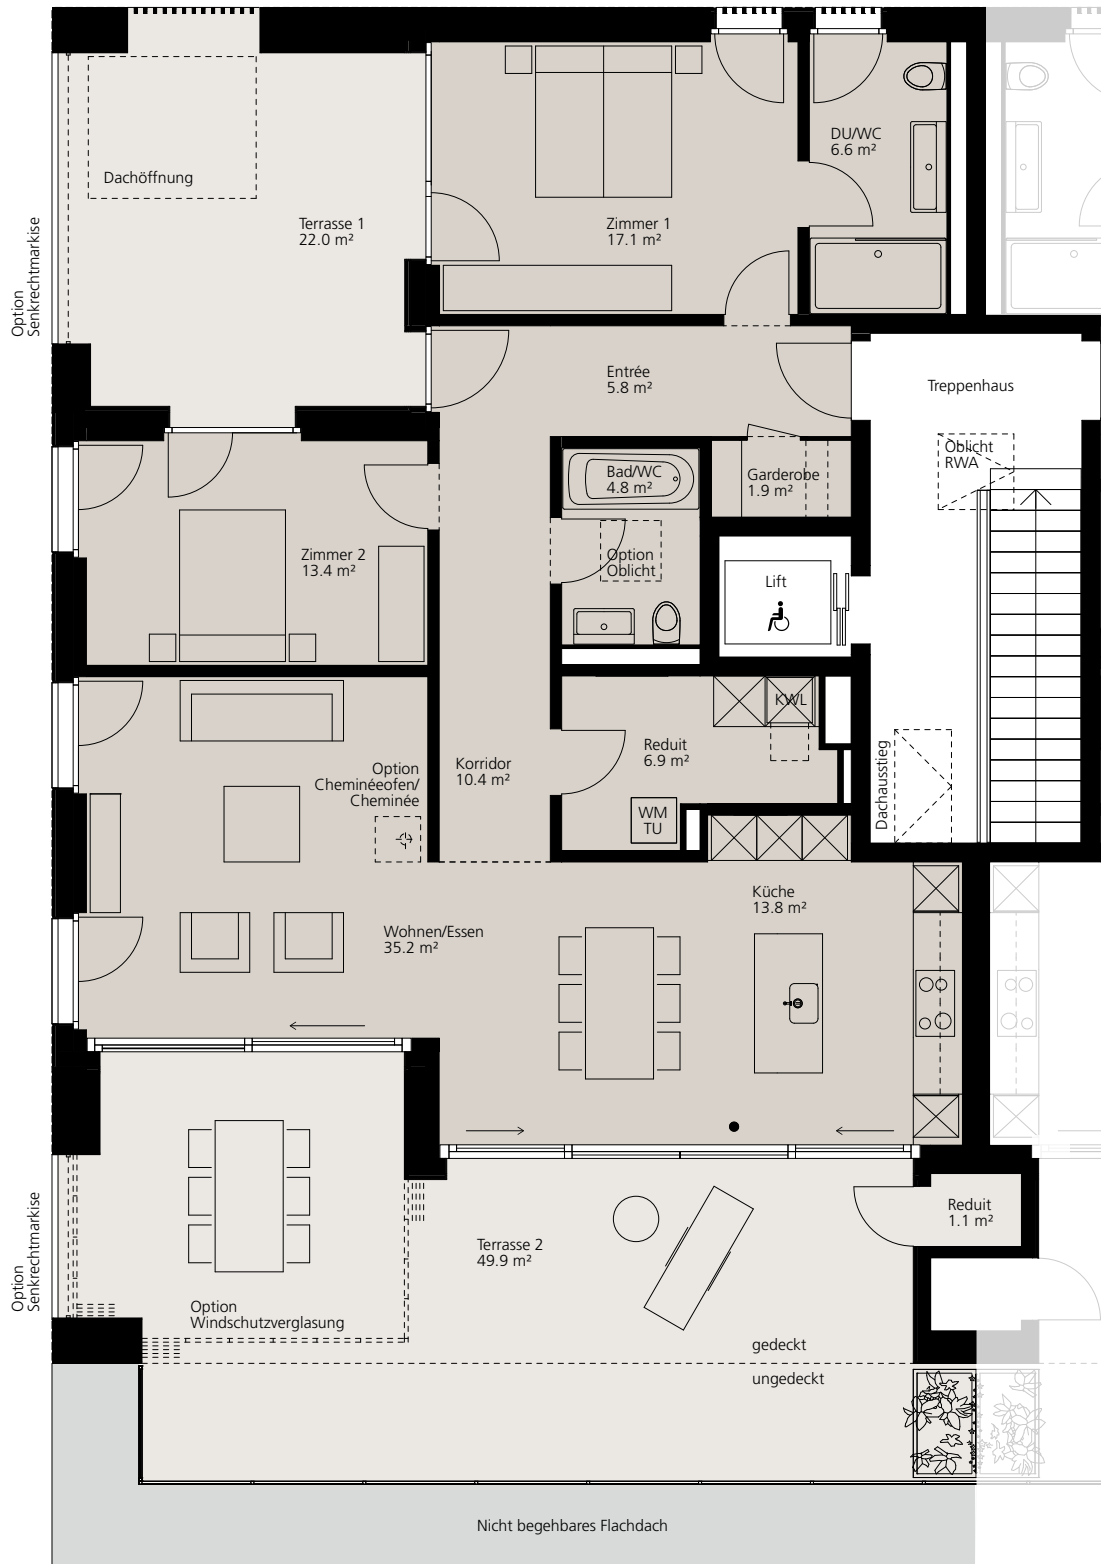 DU/WC
6.6 m²
Dachöffnung
Terrasse 1
22.0 m²
Zimmer 1
17.1 m²
Option
Senkrechtmarkise
Entrée
5.8 m²
Treppenhaus
Oblicht
RWA
Bad/WC
4.8 m²
Garderobe
1.9 m²
Zimmer 2
13.4 m²
Option
Oblicht
Lift
KWL
Reduit
6.9 m²
Korridor
10.4 m²
Option
Cheminéeofen/
Cheminée
Dachausstieg
WM
TU
Küche
13.8 m²
Wohnen/Essen
35.2 m²
Reduit
1.1 m²
Terrasse 2
49.9 m²
Option
Senkrechtmarkise
Option
Windschutzverglasung
gedeckt
ungedeckt
Nicht begehbares Flachdach